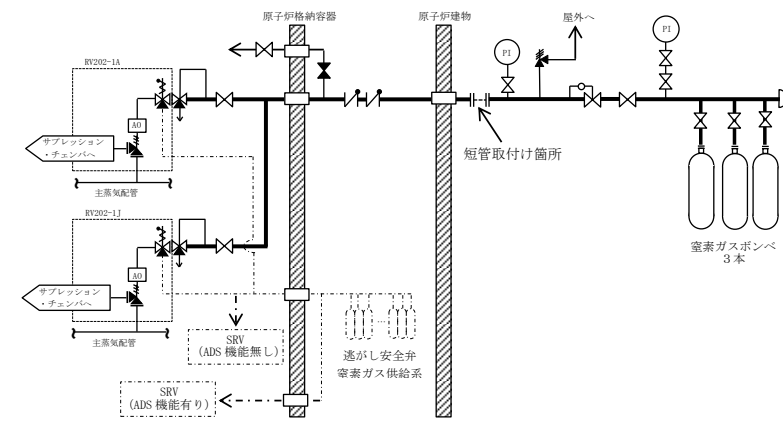 原子炉格納容器
原子炉建物
屋外へ
PI
PI
RV202-1A
AO
サプレッション
・チェンバへ
主蒸気配管
短管取付け箇所
RV202-1J
AO
サプレッション
・チェンバへ
主蒸気配管
窒素ガスボンベ
3本
SRV
(ADS 機能無し)
逃がし安全弁
窒素ガス供給系
SRV
(ADS 機能有り)